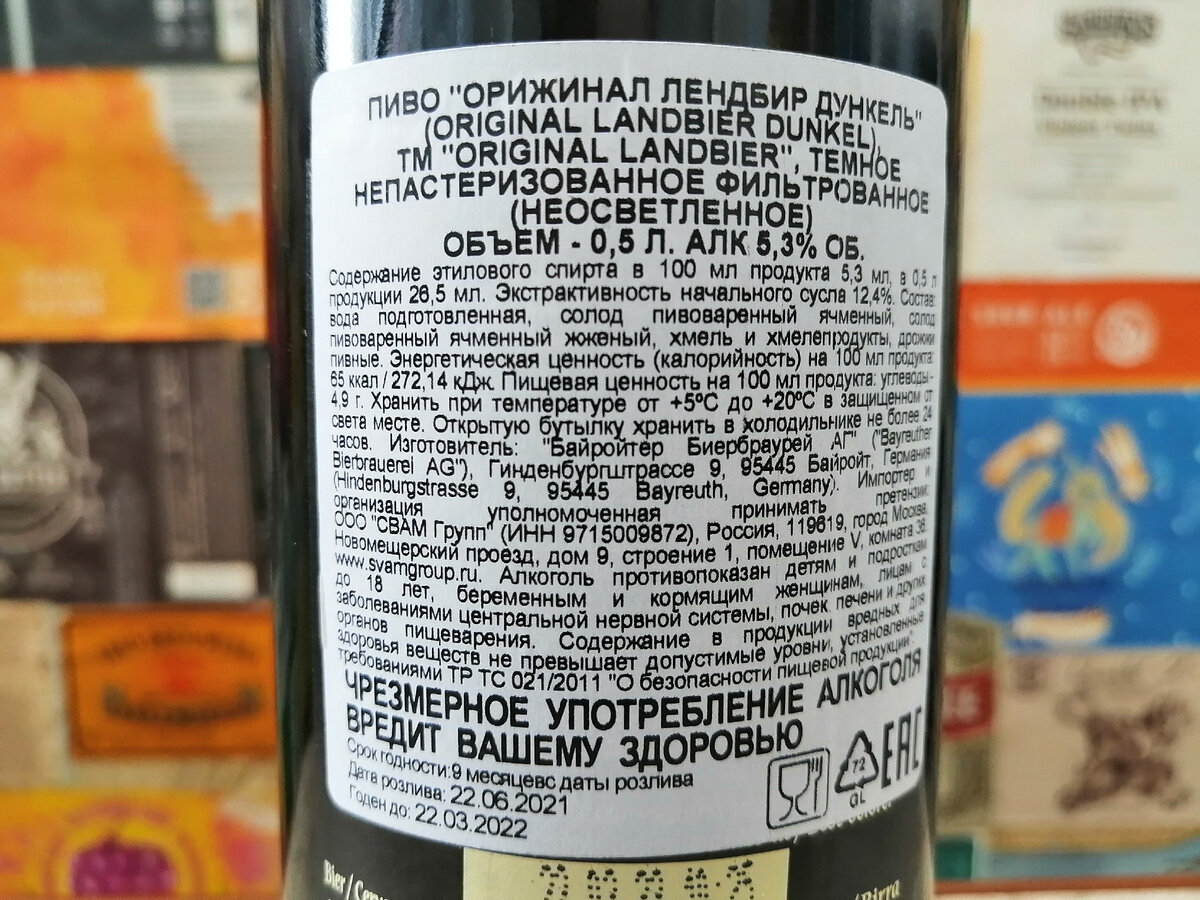 ПИВО "ОРИЖИНАЛ ЛЕНДБИР ДУНКЕЛЬ"
(ORIGINAL LANDBIER DUNKEL),
ТМ "ORIGINAL LANDBIER", ТЕМНОЕ
НЕПАСТЕРИЗОВАННОЕ ФИЛЬТРОВАННОЕ
(НЕОСВЕТЛЕННОЕ)
ОБЪЕМ - 0,5 Л. АЛК 5,3% ОБ.
Содержание этилового спирта в 100 мл продукта 5,3 мл, в 0,5 л
продукции 26,5 мл. Экстрактивность начального сусла 12,4%. Состав:
вода подготовленная, солод пивоваренный ячменный, солод
пивоваренный ячменный жженый, хмель и хмелепродукты, дрожжи
пивные. Энергетическая ценность (калорийность) на 100 мл продукта:
65 ккал / 272,14 кДж. Пищевая ценность на 100 мл продукта: углеводы -
4,9 г. Хранить при температуре от +5ºС до +20ºС в защищенном от
света месте. Открытую бутылку хранить в холодильнике не более 24
часов. Изготовитель: "Байройтер Биербраурей АГ" ("Bayreuther
Bierbrauerei AG"), Гинденбургштрассе 9, 95445 Байройт, Германия
(Hindenburgstrasse 9, 95445 Bayreuth, Germany). Импортер и
организация уполномоченная принимать претензии:
ООО "СВАМ Групп" (ИНН 9715009872), Россия, 119619, город Москва,
Новомещерский проезд, дом 9, строение 1, помещение V, комната 36,
www.svamgroup.ru. Алкоголь противопоказан детям и подросткам
до 18 лет, беременным и кормящим женщинам, лицам с
заболеваниями центральной нервной системы, почек печени и других
органов пищеварения. Содержание в продукции вредных для
здоровья веществ не превышает допустимые уровни, установленные
требованиями ТР ТС 021/2011 "О безопасности пищевой продукции"
ЧРЕЗМЕРНОЕ УПОТРЕБЛЕНИЕ АЛКОГОЛЯ
ВРЕДИТ ВАШЕМУ ЗДОРОВЬЮ
Срок годности:9 месяцевс даты розлива
Дата розлива: 22.06.2021
Годен до: 22.03.2022
72
GL
EAC
Bier /
/Birra